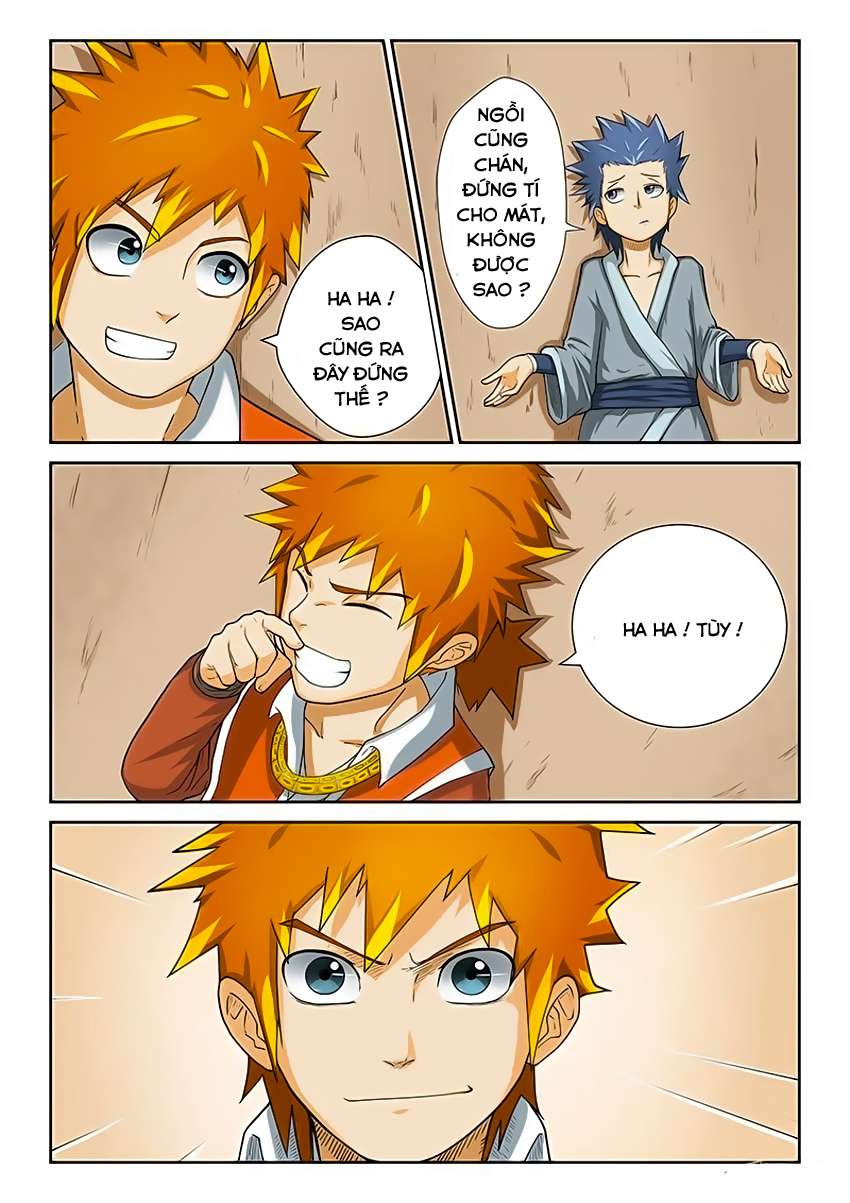 HA HA !
SAO
CŨNG RA
ĐÂY ĐỨNG
THẾ ?
NGỒI
CŨNG
CHÁN,
ĐỨNG TÍ
CHO MÁT,
KHÔNG
ĐƯỢC
SAO ?
HA HA ! TÙY !